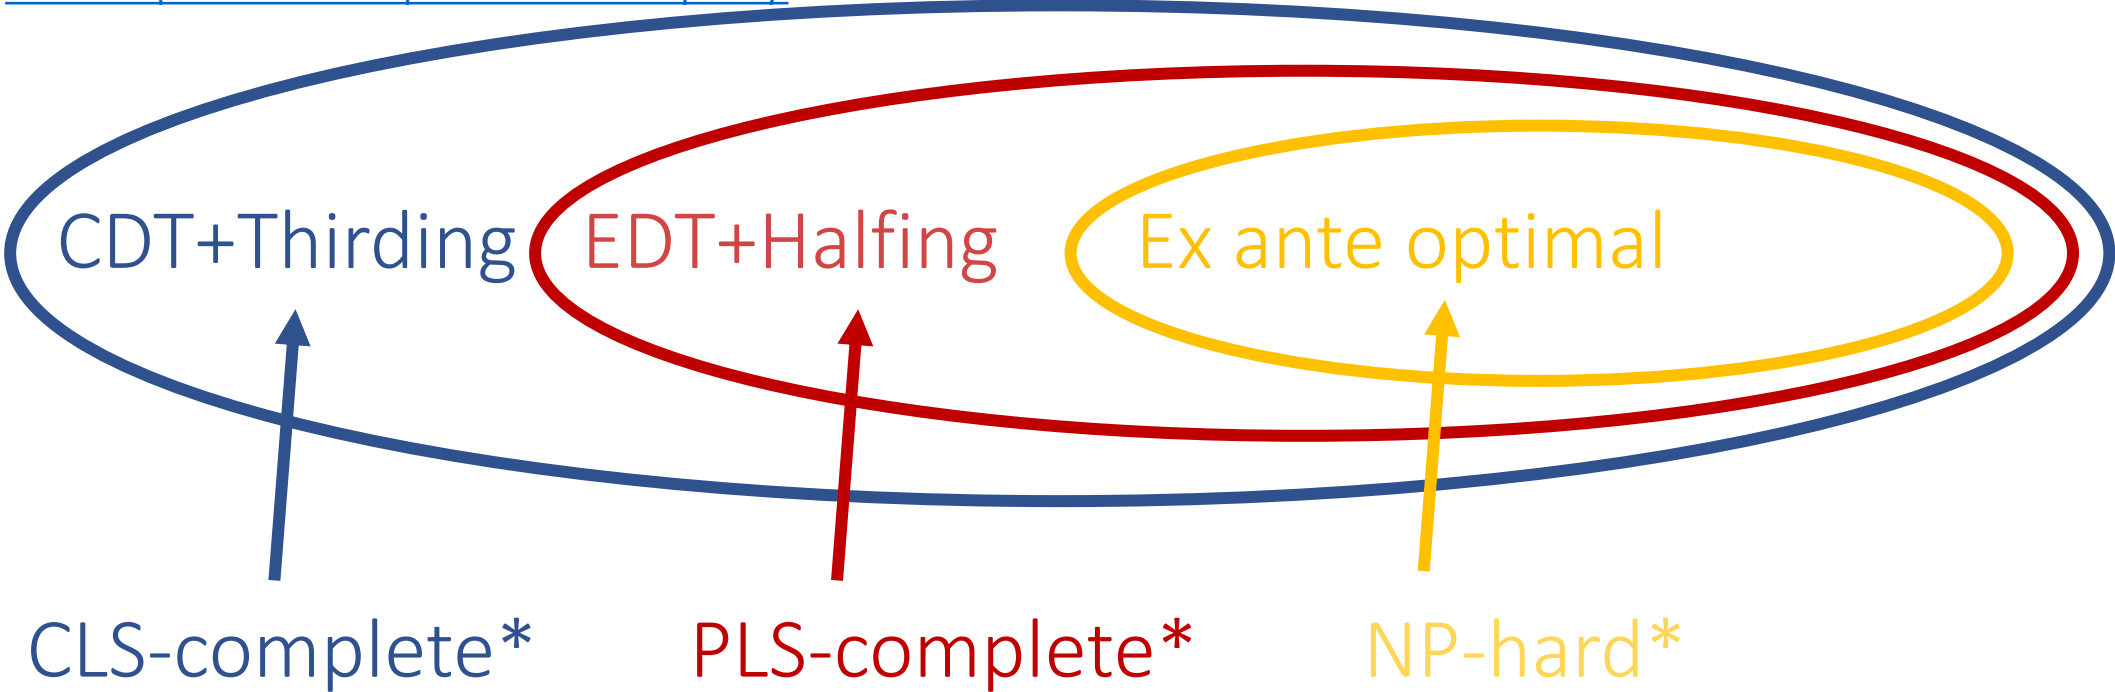 CDT+Thirding EDT+Halfing Ex ante optimal
CLS-complete* PLS-complete* NP-hard*